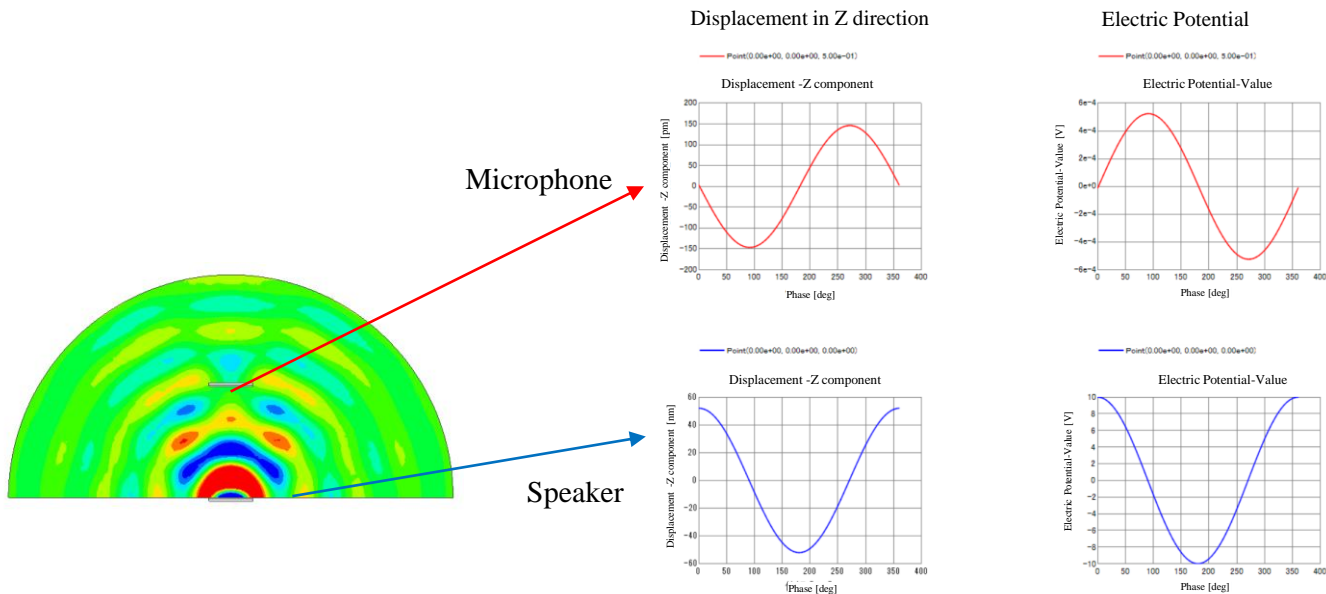 Displacement in Z direction
Electric Potential
Point(0.00e+00, 0.00e+00, 5.00e-01)
Point(0.00e+00, 0.00e+00, 5.00e-01)
Displacement -Z component
Electric Potential-Value
Displacement -Z component [pm]
200
150
100
50
0
-50
-100
-150
-200
0 50 100 150 200 250 300 350 400
Phase [deg]
Electric Potential-Value [V]
6e-4
4e-4
2e-4
0e+0
-2e-4
-4e-4
-6e-4
0 50 100 150 200 250 300 350 400
Phase [deg]
Microphone
Speaker
Point(0.00e+00, 0.00e+00, 0.00e+00)
Point(0.00e+00, 0.00e+00, 0.00e+00)
Displacement -Z component
Electric Potential-Value
Displacement -Z component [nm]
60
40
20
0
-20
-40
-60
0 50 100 150 200 250 300 350 400
Phase [deg]
Electric Potential-Value [V]
10
8
6
4
2
0
-2
-4
-6
-8
-10
0 50 100 150 200 250 300 350 400
Phase [deg]